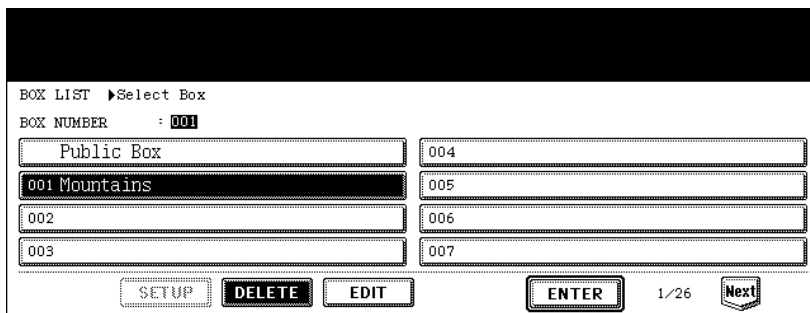 BOX LIST ▶Select Box
BOX NUMBER : 001
Public Box 004
001 Mountains 005
002 006
003 007
SETUP DELETE EDIT ENTER 1/26 Next